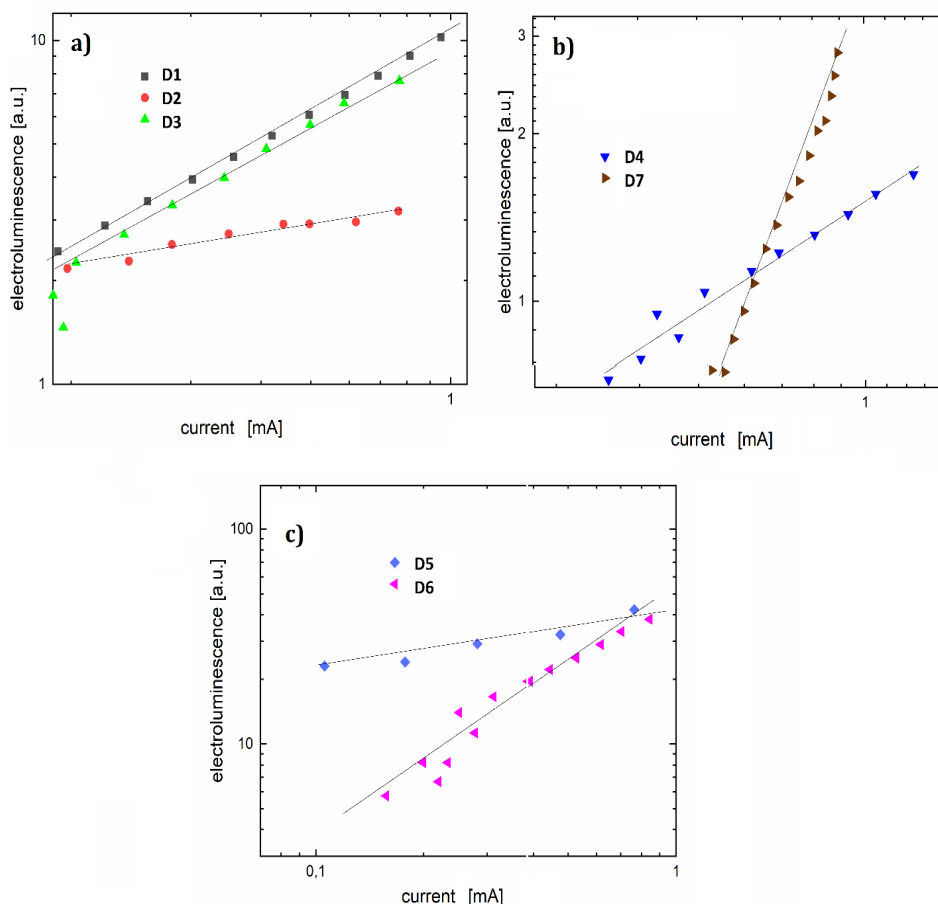 a)
10
1
D1
D2
D3
electroluminescence [a.u.]
1
current [mA]
b)
3
2
1
D4
D7
electroluminescence [a.u.]
1
current [mA]
c)
100
10
D5
D6
electroluminescence [a.u.]
0,1
1
current [mA]